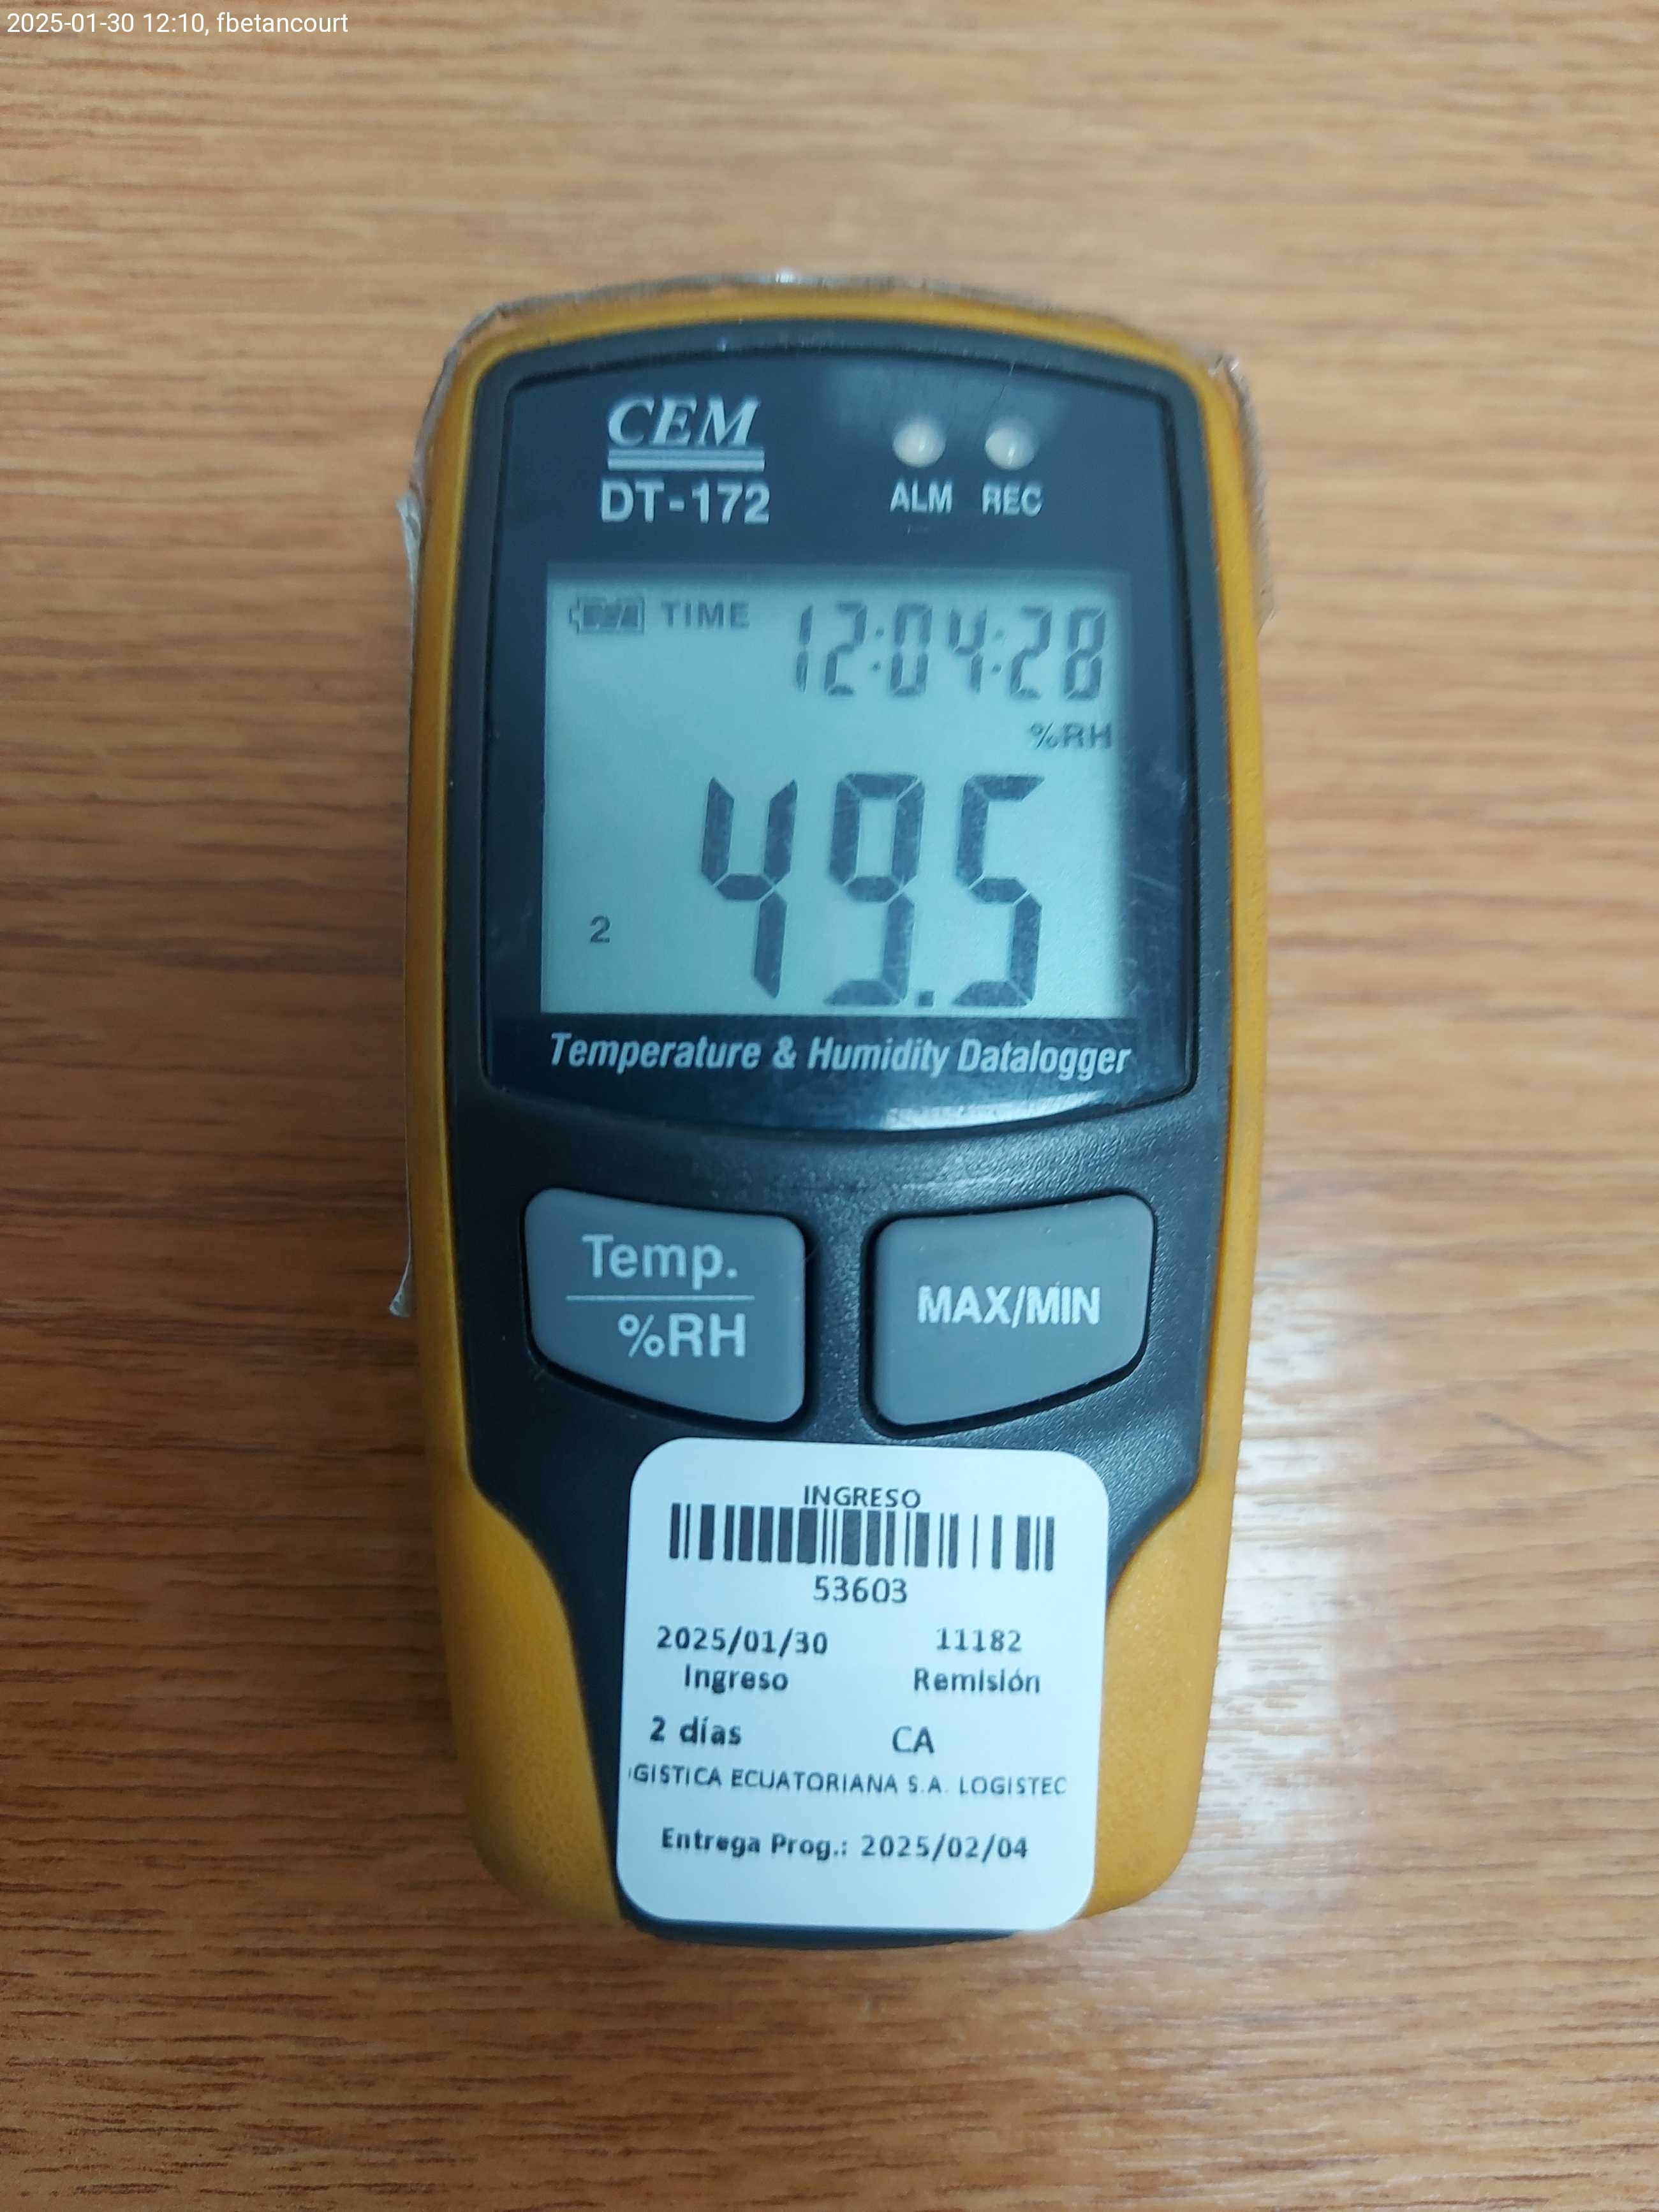 2025-01-30 12:10, fbetancourt
CEM
DT-172
ALM REC
TIME 12:04:28
%RH
49.5
2
Temperature & Humidity Datalogger
Temp.
%RH
MAX/MIN
INGRESO
53603
2025/01/30 11182
Ingreso Remisión
2 días CA
GISTICA ECUATORIANA S.A. LOGISTEC
Entrega Prog.: 2025/02/04